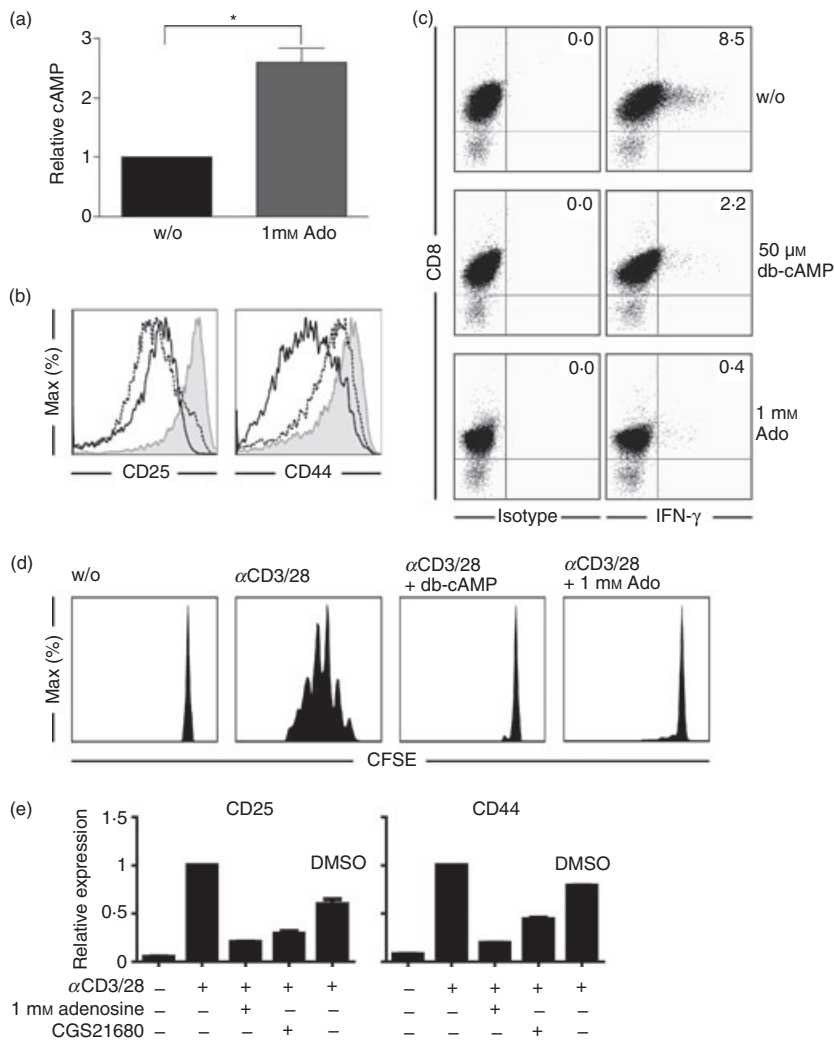 (a)
*
Relative cAMP
3
2
1
0
w/o
1mM Ado
(b)
Max (%)
CD25
CD44
(c)
CD8
0·0
8·5
w/o
0·0
2·2
50 µM
db-cAMP
0·0
0·4
1 mM
Ado
Isotype
IFN-γ
(d)
w/o
αCD3/28
αCD3/28
+ db-cAMP
αCD3/28
+ 1 mM Ado
Max (%)
CFSE
(e)
CD25
CD44
Relative expression
1·5
1
0·5
0
DMSO
DMSO
αCD3/28 – + + + + – + + + +
1 mM adenosine – – + – – – – + – –
CGS21680 – – – + – – – – + –